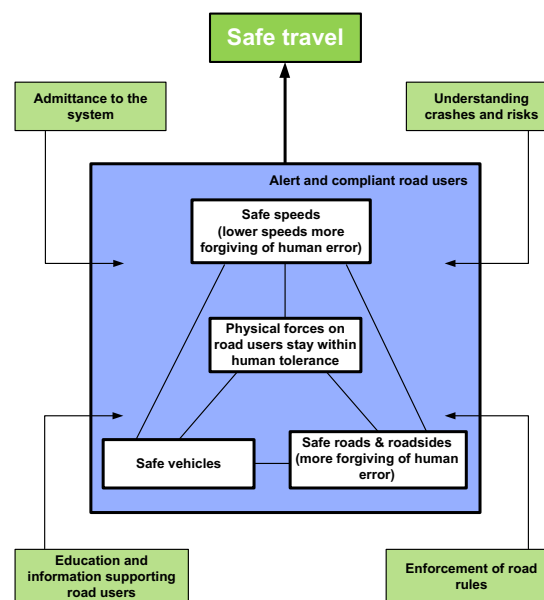 Safe travel
Admittance to the
system
Understanding
crashes and risks
Alert and compliant road users
Safe speeds
(lower speeds more
forgiving of human error)
Physical forces on
road users stay within
human tolerance
Safe vehicles
Safe roads & roadsides
(more forgiving of human
error)
Education and
information supporting
road users
Enforcement of road
rules